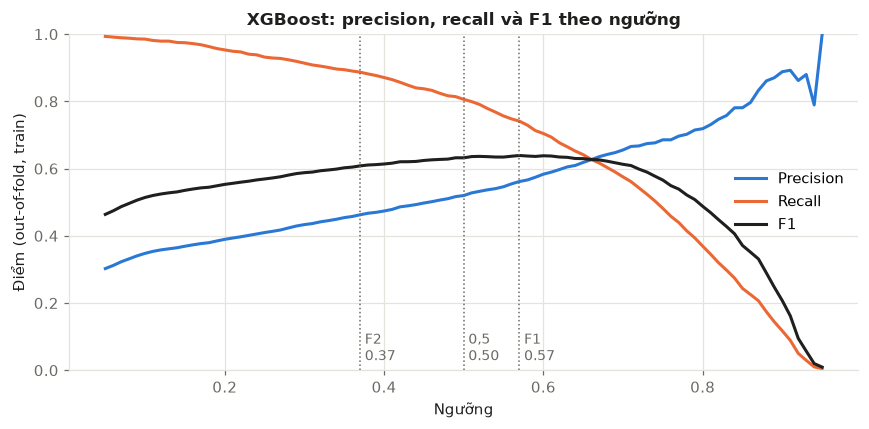 XGBoost: precision, recall và F1 theo ngưỡng
Điểm (out-of-fold, train)
1.0
0.8
0.6
0.4
0.2
0.0
Precision
Recall
F1
F2
0.37
0,5
0.50
F1
0.57
0.2
0.4
0.6
0.8
Ngưỡng